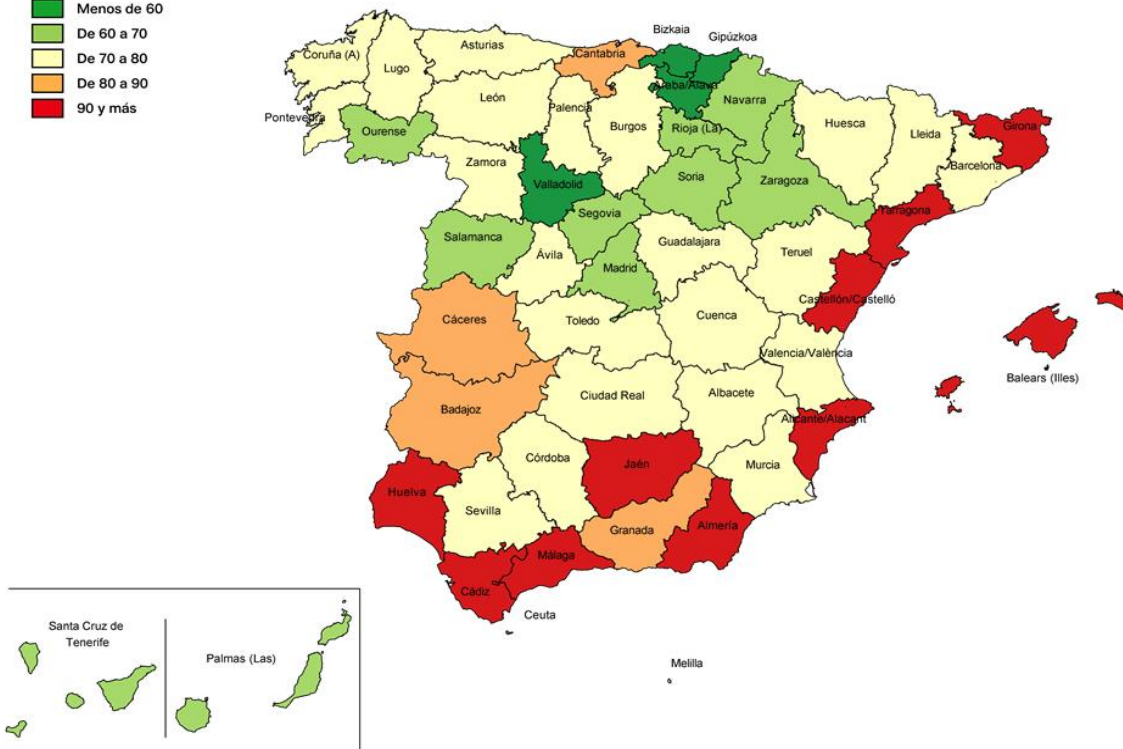 Menos de 60
De 60 a 70
De 70 a 80
De 80 a 90
90 y más
Bizkaia
Gipúzkoa
Asturias
Cantabria
Coruña (A)
Lugo
Araba/Álava
Navarra
León
Palencia
Pontevedra
Ourense
Burgos
Rioja (La)
Huesca
Lleida
Girona
Barcelona
Zamora
Valladolid
Soria
Zaragoza
Segovia
Tarragona
Salamanca
Ávila
Madrid
Guadalajara
Teruel
Castellón/Castelló
Cáceres
Toledo
Cuenca
Valencia/València
Balears (Illes)
Badajoz
Ciudad Real
Albacete
Alicante/Alacant
Córdoba
Jaén
Murcia
Huelva
Sevilla
Granada
Almería
Málaga
Cádiz
Ceuta
Santa Cruz de
Tenerife
Palmas (Las)
Melilla